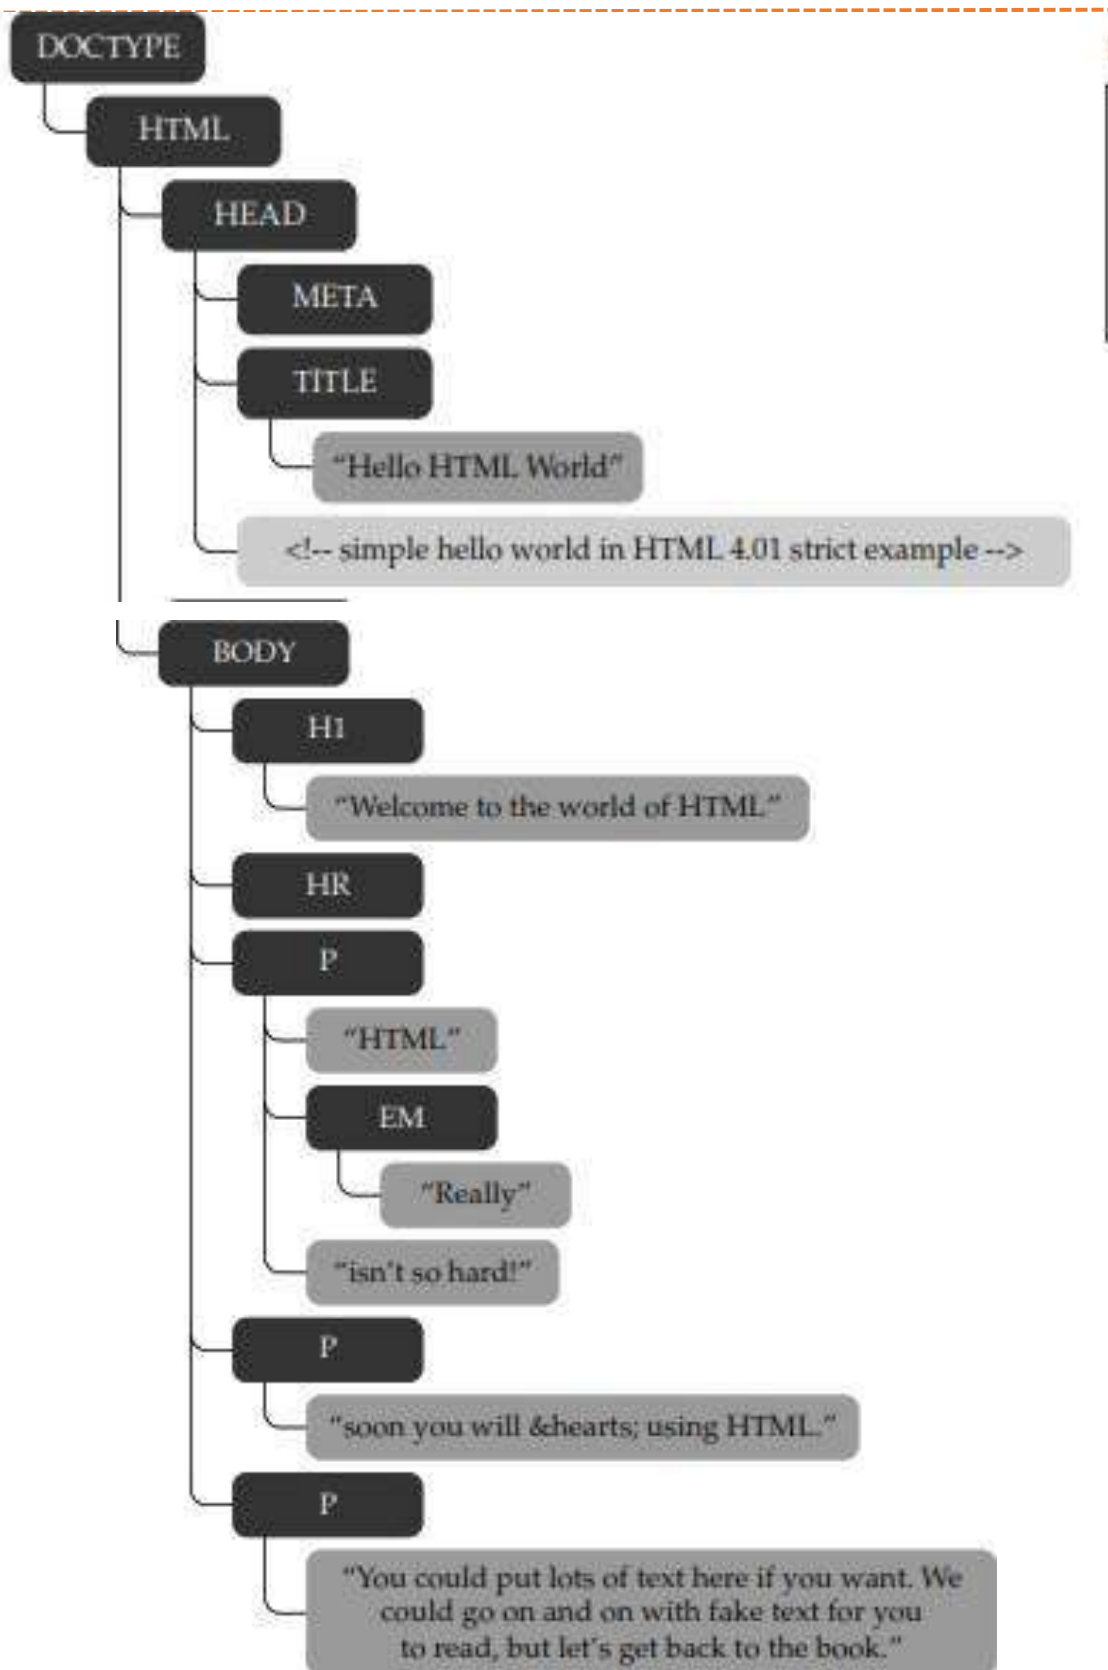 DOCTYPE
HTML
HEAD
META
TITLE
“Hello HTML World”
<!-- simple hello world in HTML 4.01 strict example -->
BODY
H1
“Welcome to the world of HTML”
HR
P
“HTML”
EM
“Really”
“isn't so hard!”
P
“soon you will &hearts; using HTML.”
P
“You could put lots of text here if you want. We
could go on and on with fake text for you
to read, but let's get back to the book.”